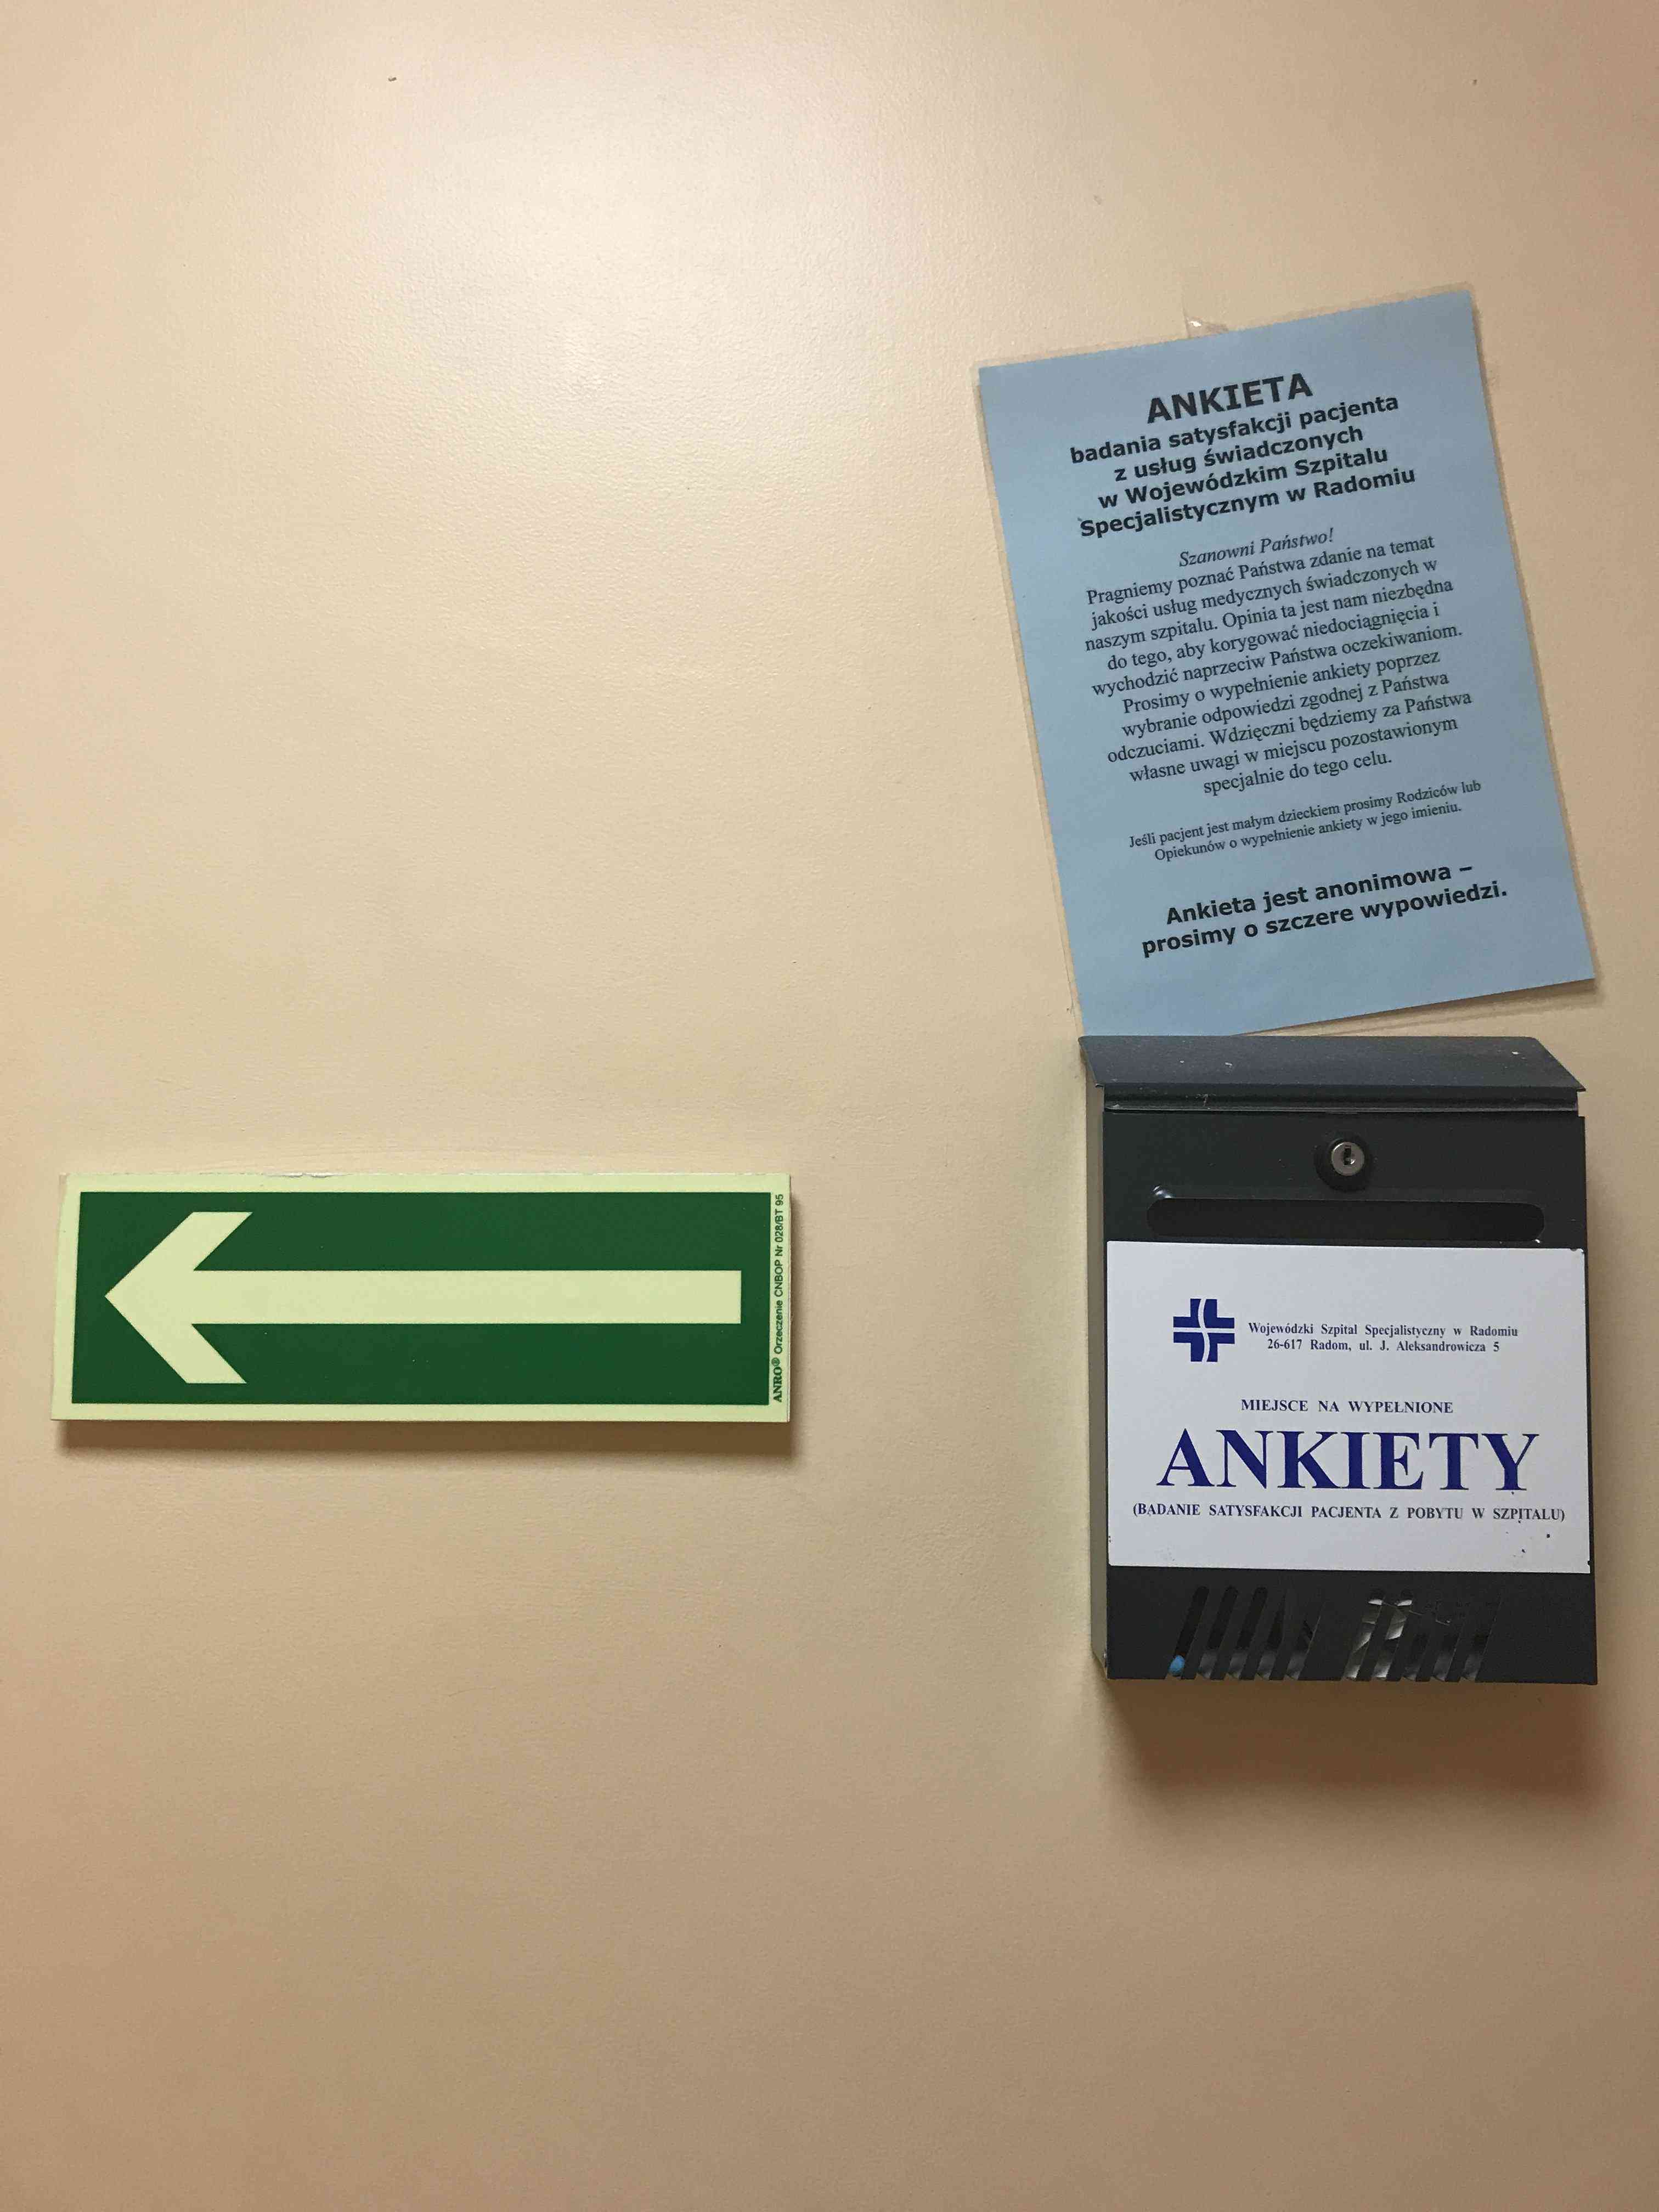 ANKIETA
badania satysfakcji pacjenta
z usług świadczonych
w Wojewódzkim Szpitalu
Specjalistycznym w Radomiu
Szanowni Państwo!
Pragniemy poznać Państwa zdanie na temat
jakości usług medycznych świadczonych w
naszym szpitalu. Opinia ta jest nam niezbędna
do tego, aby korygować niedociągnięcia i
wychodzić naprzeciw Państwa oczekiwaniom.
Prosimy o wypełnienie ankiety poprzez
wybranie odpowiedzi zgodnej z Państwa
odczuciami. Wdzięczni będziemy za Państwa
własne uwagi w miejscu pozostawionym
specjalnie do tego celu.
Jeśli pacjent jest małym dzieckiem prosimy Rodziców lub
Opiekunów o wypełnienie ankiety w jego imieniu.
Ankieta jest anonimowa –
prosimy o szczere wypowiedzi.
ANRO® Orzeczenie CNBOP Nr 028/BT 95
Wojewódzki Szpital Specjalistyczny w Radomiu
26-617 Radom, ul. J. Aleksandrowicza 5
MIEJSCE NA WYPEŁNIONE
ANKIETY
(BADANIE SATYSFAKCJI PACJENTA Z POBYTU W SZPITALU)